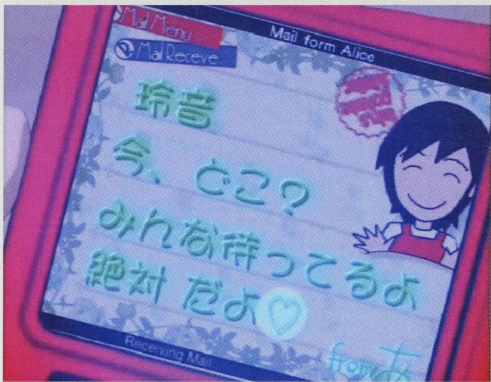 Mail form Alice
Mail Menu
Mail Receve
玲音
今、どこ?
みんな待ってるよ
絶対 だよ♡
from
Receiving Mail